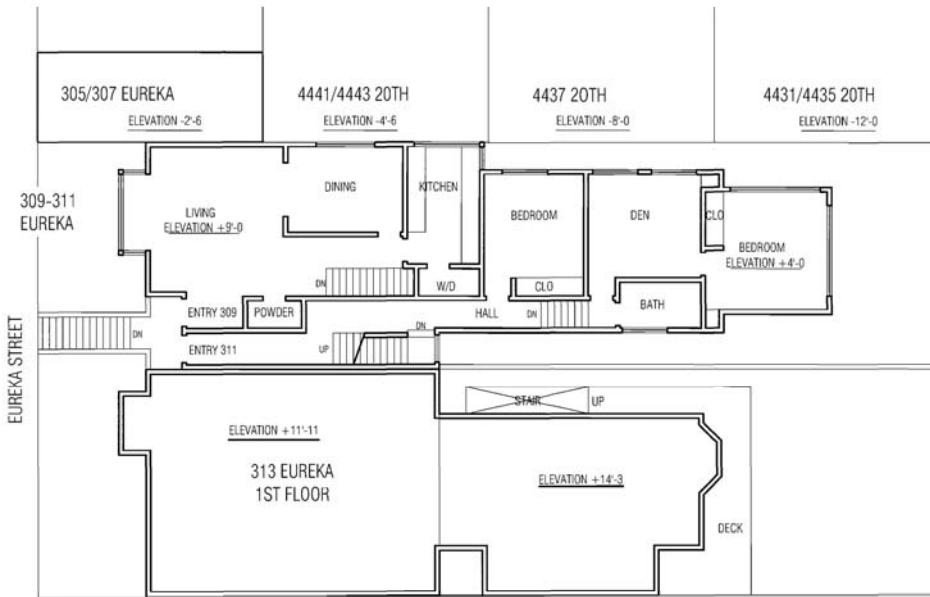 305/307 EUREKA
ELEVATION -2'-6
4441/4443 20TH
ELEVATION -4'-6
4437 20TH
ELEVATION -8'-0
4431/4435 20TH
ELEVATION -12'-0
309-311
EUREKA
LIVING
ELEVATION +9'-0
DINING
KITCHEN
BEDROOM
DEN
CLO
BEDROOM
ELEVATION +4'-0
DN
W/D
CLO
ENTRY 309
POWDER
HALL
DN
BATH
DN
DN
ENTRY 311
UP
EUREKA STREET
ELEVATION +11'-11
313 EUREKA
1ST FLOOR
STAIR
UP
ELEVATION +14'-3
DECK